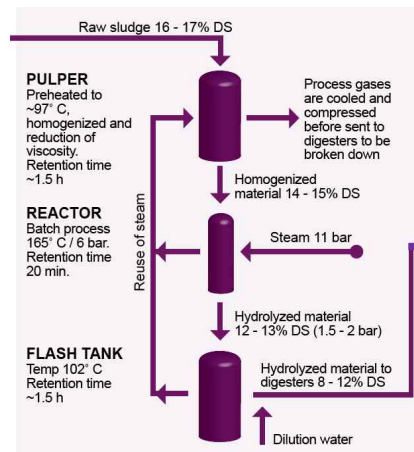 Raw sludge 16 - 17% DS
PULPER
Preheated to
~97° C,
homogenized and
reduction of
viscosity.
Retention time
~1.5 h
Process gases
are cooled and
compressed
before sent to
digesters to be
broken down
Homogenized
material 14 - 15% DS
REACTOR
Batch process
165° C / 6 bar.
Retention time
20 min.
Reuse of steam
Steam 11 bar
Hydrolyzed material
12 - 13% DS (1.5 - 2 bar)
FLASH TANK
Temp 102° C
Retention time
~1.5 h
Hydrolyzed material to
digesters 8 - 12% DS
Dilution water